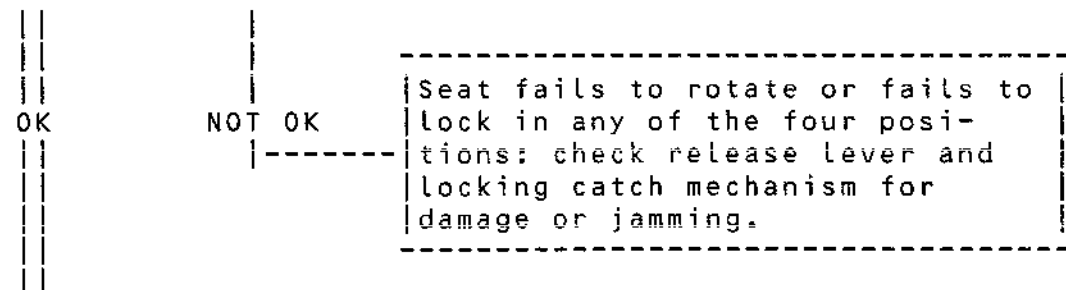 Seat fails to rotate or fails to
OK NOT OK lock in any of the four posi-
tions: check release lever and
locking catch mechanism for
damage or jamming.